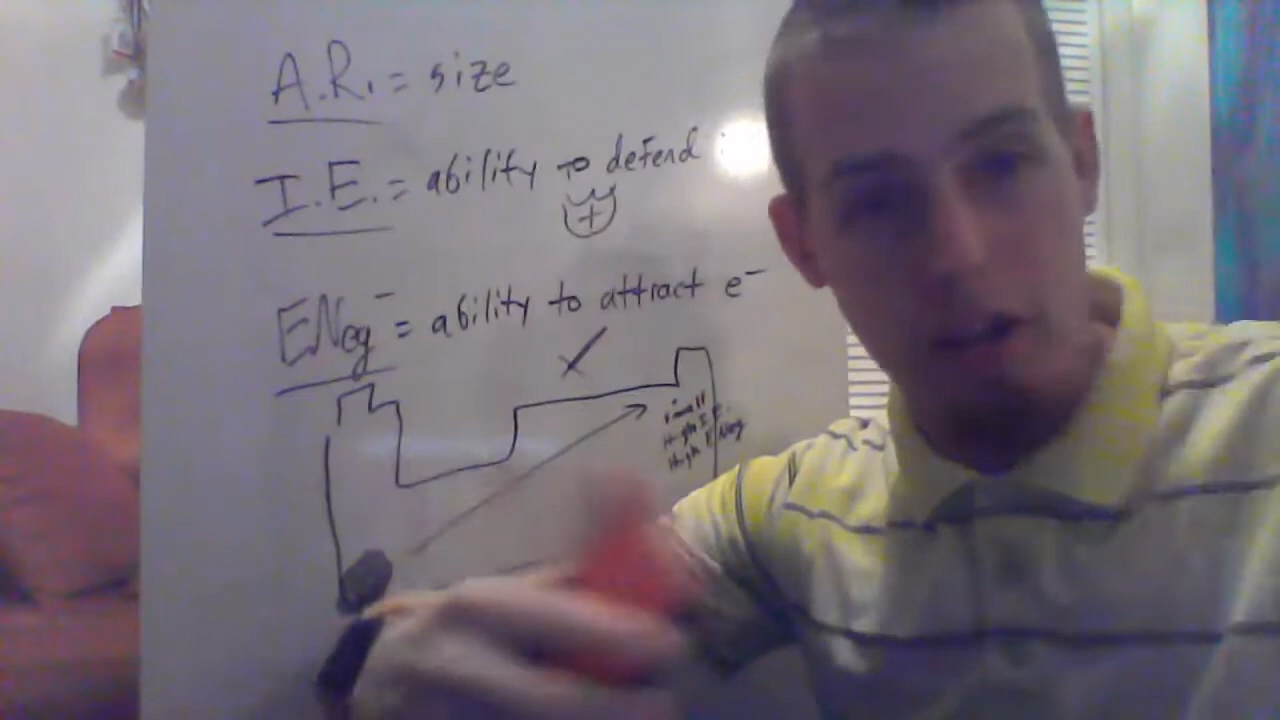 A.R. = size
I.E. = ability to defend
+
ENeg⁻ = ability to attract e⁻
small
High I.E.
High ENeg